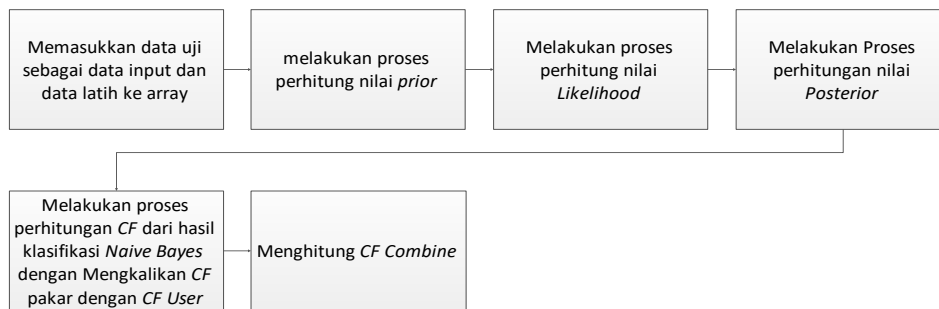 Memasukkan data uji
sebagai data input dan
data latih ke array
melakukan proses
perhitung nilai prior
Melakukan proses
perhitung nilai
Likelihood
Melakukan Proses
perhitungan nilai
Posterior
Melakukan proses
perhitungan CF dari hasil
klasifikasi Naive Bayes
dengan Mengkalikan CF
pakar dengan CF User
Menghitung CF Combine